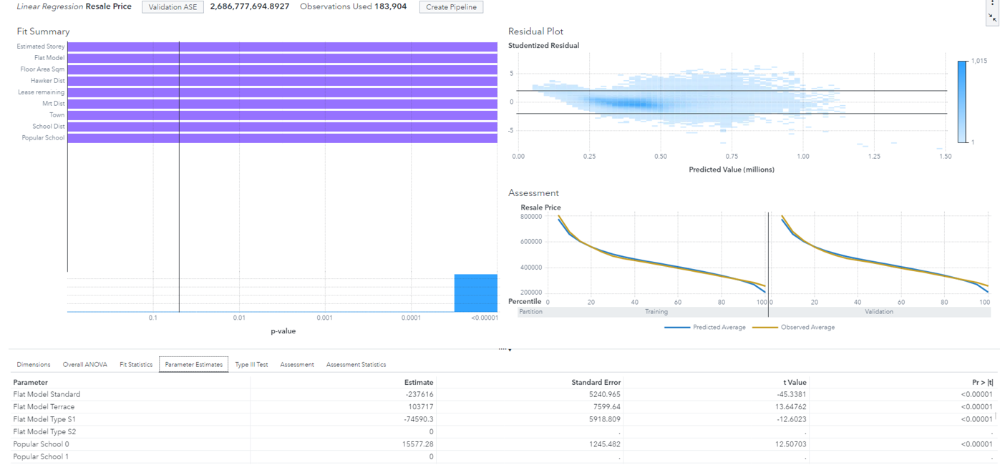 Linear Regression Resale Price Validation ASE 2,686,777,694.8927 Observations Used 183,904 Create Pipeline
Fit Summary
Estimated Storey
Flat Model
Floor Area Sqm
Hawker Dist
Lease remaining
Mrt Dist
Town
School Dist
Popular School
0.1 0.01 0.001 0.0001 <0.00001
p-value
Residual Plot
Studentized Residual
5
0
-5
0.00 0.25 0.50 0.75 1.00 1.25 1.50
Predicted Value (millions)
1,015
1
Assessment
Resale Price
800000
600000
400000
200000
0 20 40 60 80 100 0 20 40 60 80 100
Percentile
Partition Training Validation
Predicted Average Observed Average
Dimensions Overall ANOVA Fit Statistics Parameter Estimates Type III Test Assessment Assessment Statistics
Parameter Estimate Standard Error t Value Pr > |t|
Flat Model Standard -237616 5240.965 -45.3381 <0.00001
Flat Model Terrace 103717 7599.64 13.64762 <0.00001
Flat Model Type S1 -74590.3 5918.809 -12.6023 <0.00001
Flat Model Type S2 0 . . .
Popular School 0 15577.28 1245.482 12.50703 <0.00001
Popular School 1 0 . . .